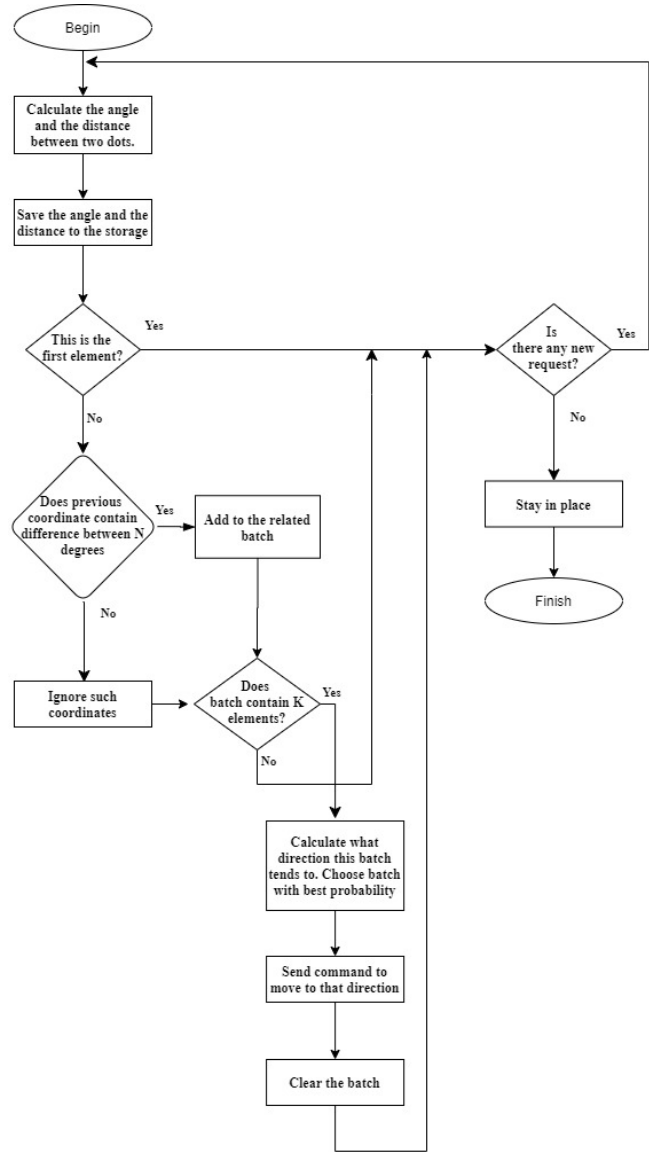 Begin
Calculate the angle
and the distance
between two dots.
Save the angle and the
distance to the storage
This is the
first element?
Yes
No
Is
there any new
request?
Yes
No
Does previous
coordinate contain
difference between N
degrees
Yes
No
Add to the related
batch
Stay in place
Finish
Ignore such
coordinates
Does
batch contain K
elements?
Yes
No
Calculate what
direction this batch
tends to. Choose batch
with best probability
Send command to
move to that direction
Clear the batch